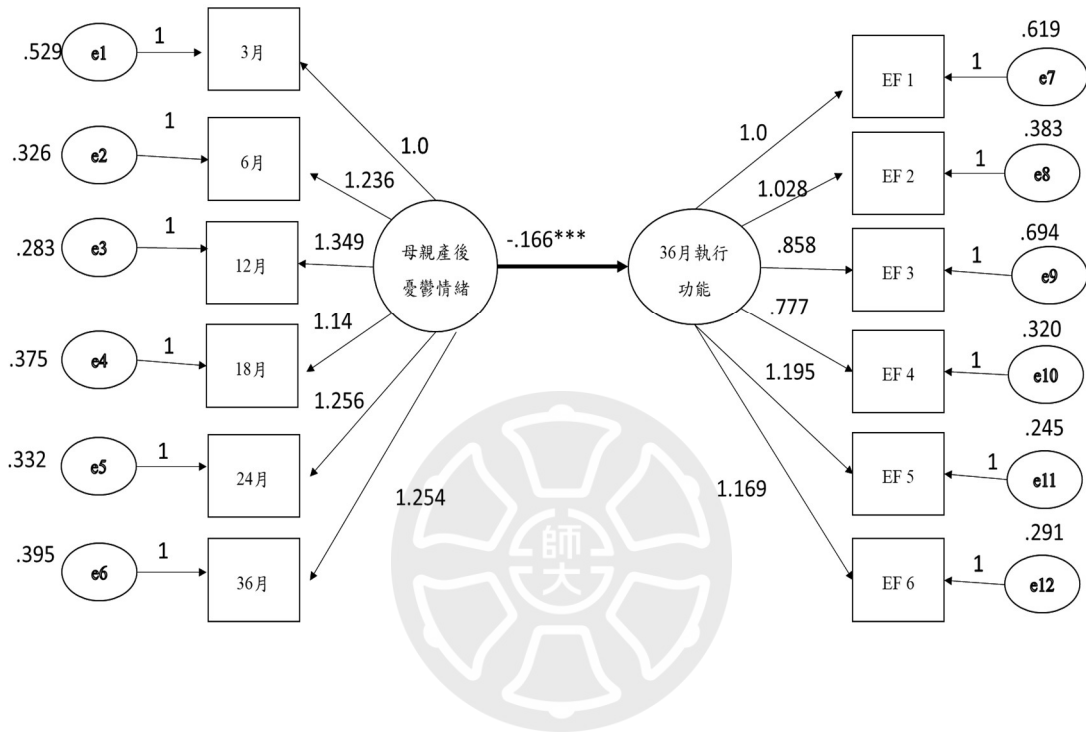 .529
e1
1
3月
1.0
.326
e2
1
6月
1.236
.283
e3
1
12月
1.349
.375
e4
1
18月
1.14
.332
e5
1
24月
1.256
.395
e6
1
36月
1.254
母親產後
憂鬱情緒
-.166***
36月執行
功能
1.0
EF 1
1
.619
e7
1.028
EF 2
1
.383
e8
.858
EF 3
1
.694
e9
.777
EF 4
1
.320
e10
1.195
EF 5
1
.245
e11
1.169
EF 6
1
.291
e12
師
大